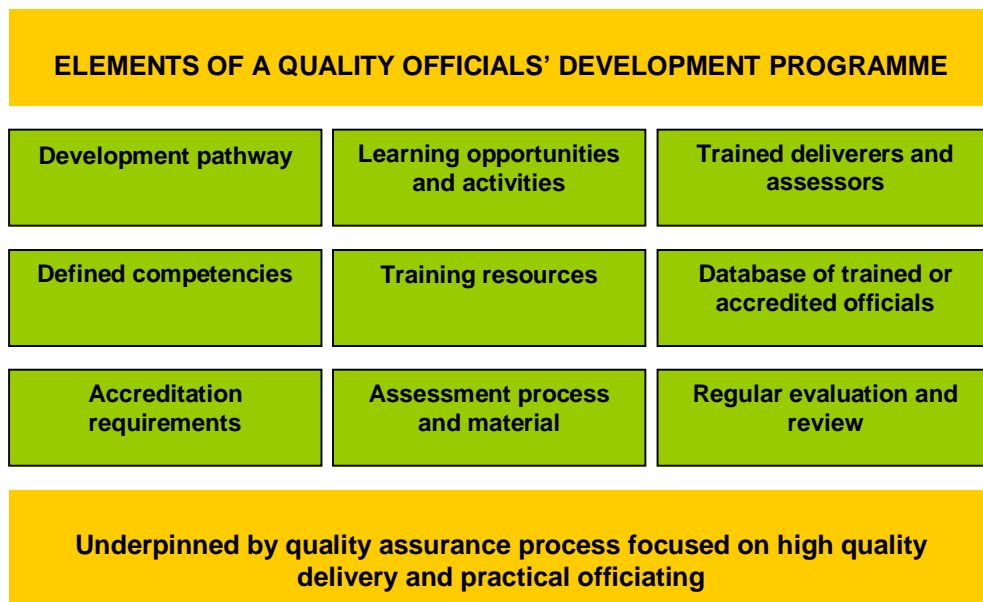 ELEMENTS OF A QUALITY OFFICIALS’ DEVELOPMENT PROGRAMME
Development pathway
Learning opportunities
and activities
Trained deliverers and
assessors
Defined competencies
Training resources
Database of trained or
accredited officials
Accreditation
requirements
Assessment process
and material
Regular evaluation and
review
Underpinned by quality assurance process focused on high quality
delivery and practical officiating